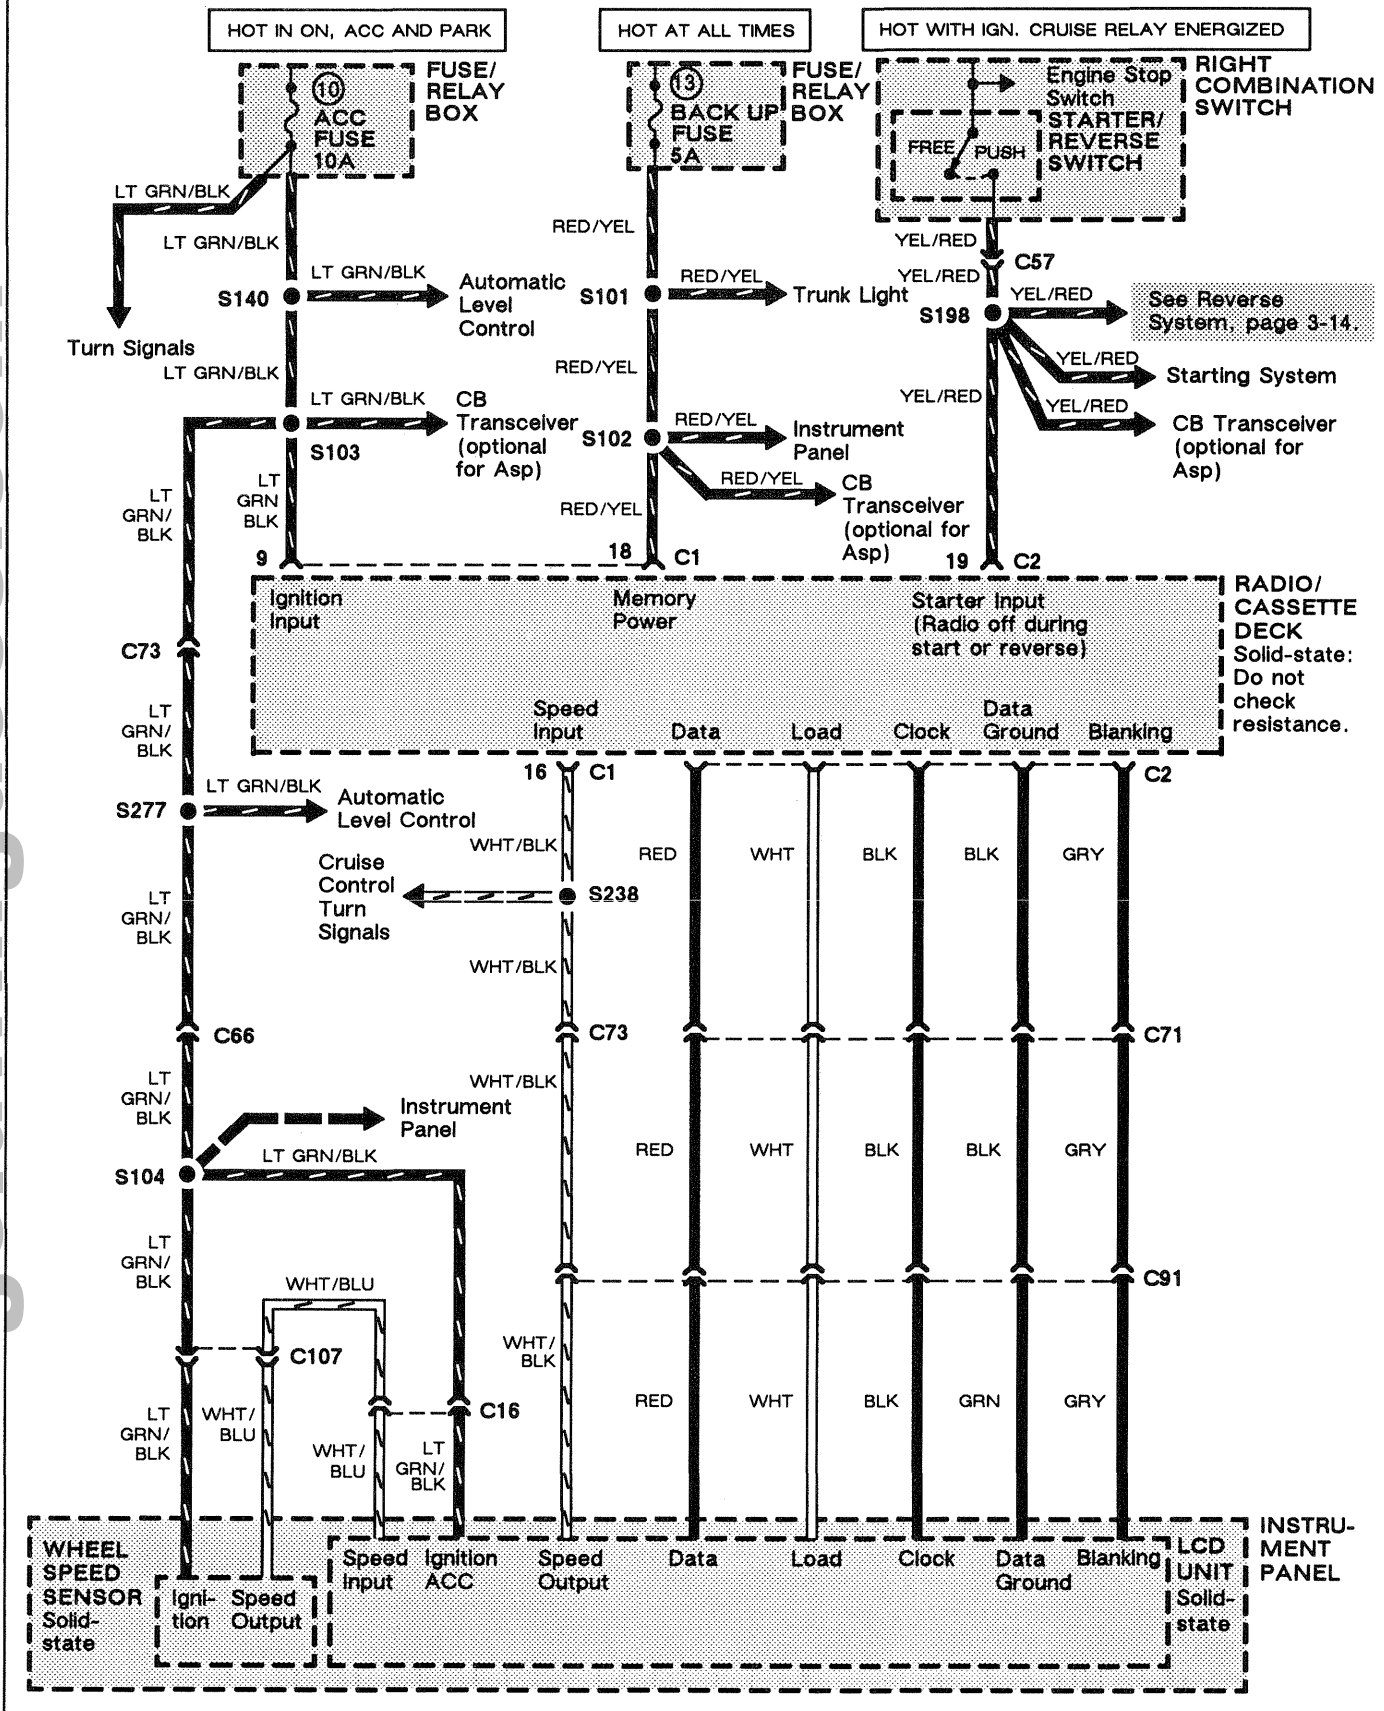 HOT IN ON, ACC AND PARK
HOT AT ALL TIMES
HOT WITH IGN. CRUISE RELAY ENERGIZED
10
ACC
FUSE
10A
FUSE/
RELAY
BOX
13
BACK UP
FUSE
5A
FUSE/
RELAY
BOX
Engine Stop
Switch
STARTER/
REVERSE
SWITCH
FREE
PUSH
RIGHT
COMBINATION
SWITCH
LT GRN/BLK
LT GRN/BLK
Turn Signals
S140
LT GRN/BLK
Automatic
Level
Control
LT GRN/BLK
LT GRN/BLK
CB
Transceiver
(optional
for Asp)
S103
LT
GRN/
BLK
LT
GRN
BLK
9
RED/YEL
S101
RED/YEL
Trunk Light
RED/YEL
S102
RED/YEL
Instrument
Panel
RED/YEL
CB
Transceiver
(optional for
Asp)
RED/YEL
18
C1
YEL/RED
C57
YEL/RED
S198
YEL/RED
See Reverse
System, page 3-14.
YEL/RED
Starting System
YEL/RED
YEL/RED
CB Transceiver
(optional for
Asp)
19
C2
Ignition
Input
Memory
Power
Starter Input
(Radio off during
start or reverse)
RADIO/
CASSETTE
DECK
Solid-state:
Do not
check
resistance.
Speed
Input
Data
Load
Clock
Data
Ground
Blanking
C73
LT
GRN/
BLK
16
C1
C2
S277
LT GRN/BLK
Automatic
Level Control
WHT/BLK
RED
WHT
BLK
BLK
GRY
Cruise
Control
Turn
Signals
S238
LT
GRN/
BLK
WHT/BLK
C66
C73
C71
LT
GRN/
BLK
WHT/BLK
Instrument
Panel
RED
WHT
BLK
BLK
GRY
S104
LT GRN/BLK
LT
GRN/
BLK
WHT/BLU
C91
C107
WHT/
BLK
C16
LT
GRN/
BLK
WHT/
BLU
WHT/
BLU
LT
GRN/
BLK
RED
WHT
BLK
GRN
GRY
WHEEL
SPEED
SENSOR
Solid-
state
Igni-
tion
Speed
Output
Speed
Input
Ignition
ACC
Speed
Output
Data
Load
Clock
Data
Ground
Blanking
LCD
UNIT
Solid-
state
INSTRU-
MENT
PANEL